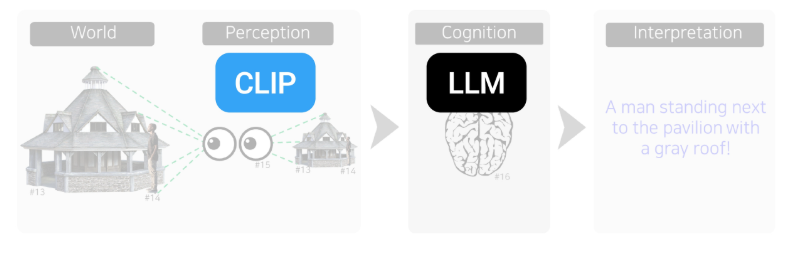 World
Perception
Cognition
Interpretation
CLIP
LLM
A man standing next
to the pavilion with
a gray roof!
#13
#14
#15
#13
#14
#16